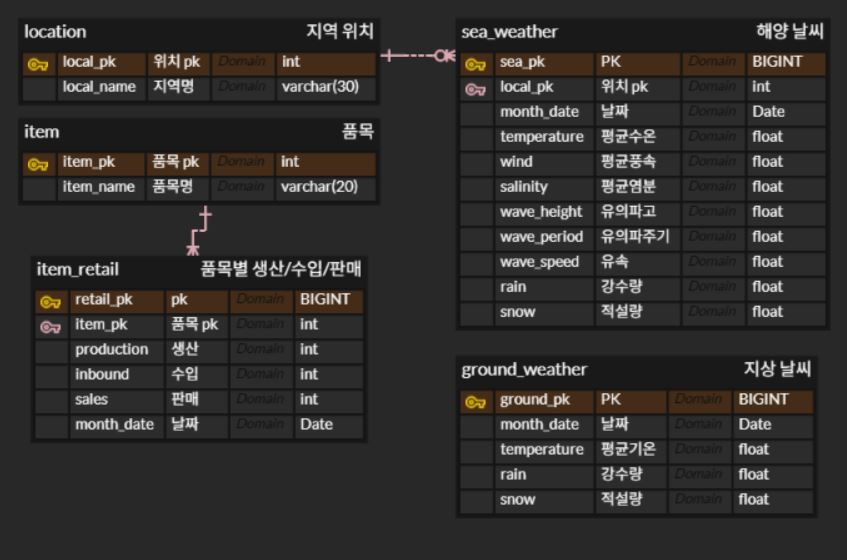 location 지역 위치
local_pk 위치 pk Domain int
local_name 지역명 Domain varchar(30)
item 품목
item_pk 품목 pk Domain int
item_name 품목명 Domain varchar(20)
item_retail 품목별 생산/수입/판매
retail_pk pk Domain BIGINT
item_pk 품목 pk Domain int
production 생산 Domain int
inbound 수입 Domain int
sales 판매 Domain int
month_date 날짜 Domain Date
sea_weather 해양 날씨
sea_pk PK Domain BIGINT
local_pk 위치 pk Domain int
month_date 날짜 Domain Date
temperature 평균수온 Domain float
wind 평균풍속 Domain float
salinity 평균염분 Domain float
wave_height 유의파고 Domain float
wave_period 유의파주기 Domain float
wave_speed 유속 Domain float
rain 강수량 Domain float
snow 적설량 Domain float
ground_weather 지상 날씨
ground_pk PK Domain BIGINT
month_date 날짜 Domain Date
temperature 평균기온 Domain float
rain 강수량 Domain float
snow 적설량 Domain float